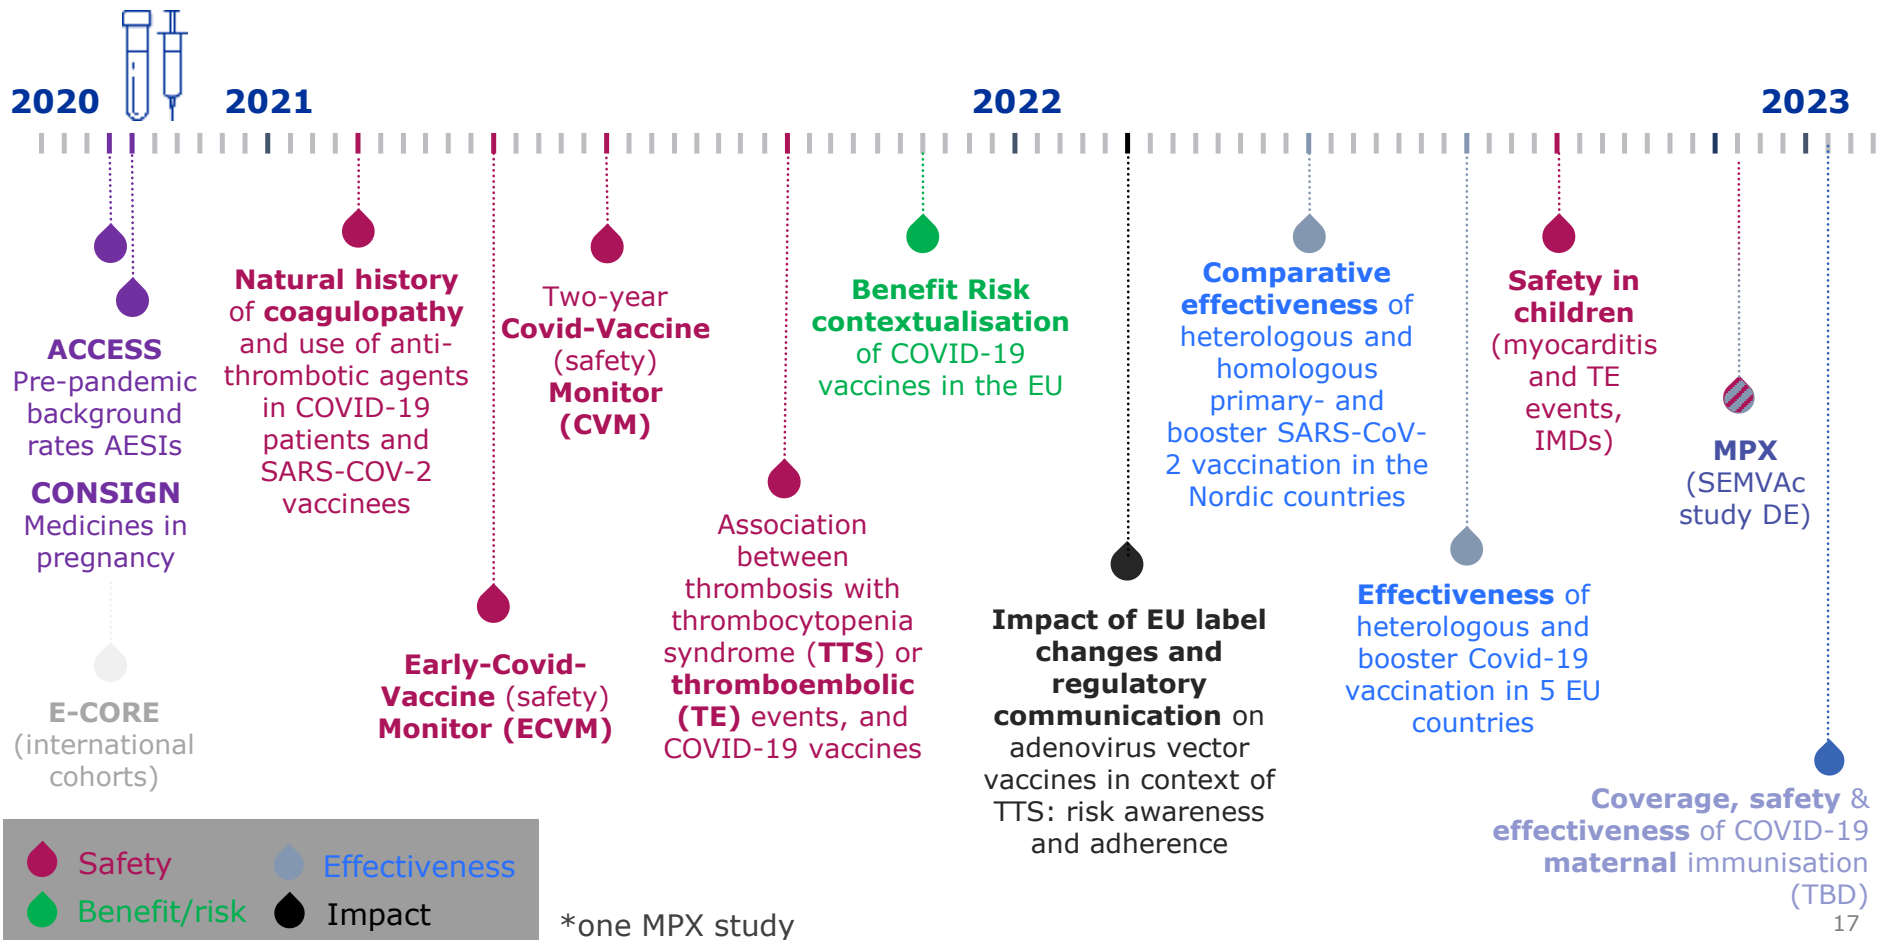 2020
2021
2022
2023
ACCESS
Pre-pandemic
background
rates AESIs
CONSIGN
Medicines in
pregnancy
E-CORE
(international
cohorts)
Natural history
of coagulopathy
and use of anti-
thrombotic agents
in COVID-19
patients and
SARS-COV-2
vaccinees
Early-Covid-
Vaccine (safety)
Monitor (ECVM)
Two-year
Covid-Vaccine
(safety)
Monitor
(CVM)
Association
between
thrombosis with
thrombocytopenia
syndrome (TTS) or
thromboembolic
(TE) events, and
COVID-19 vaccines
Benefit Risk
contextualisation
of COVID-19
vaccines in the EU
Impact of EU label
changes and
regulatory
communication on
adenovirus vector
vaccines in context of
TTS: risk awareness
and adherence
Comparative
effectiveness of
heterologous and
homologous
primary- and
booster SARS-CoV-
2 vaccination in the
Nordic countries
Effectiveness of
heterologous and
booster Covid-19
vaccination in 5 EU
countries
Safety in
children
(myocarditis
and TE
events,
IMDs)
MPX
(SEMVAc
study DE)
Coverage, safety &
effectiveness of COVID-19
maternal immunisation
(TBD)
Safety
Effectiveness
Benefit/risk
Impact
*one MPX study
17